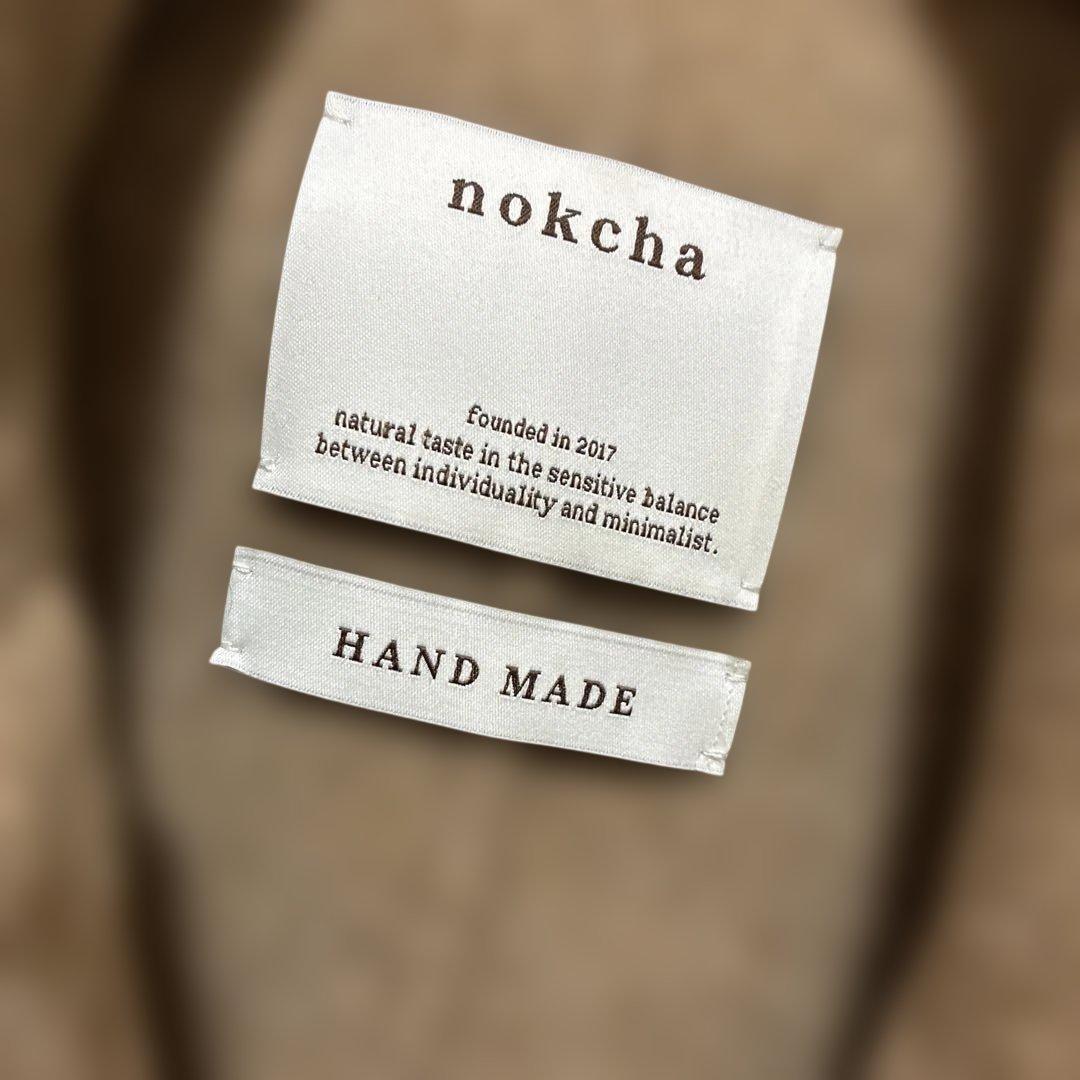 nokcha
founded in 2017
natural taste in the sensitive balance
between individuality and minimalist.
HAND MADE